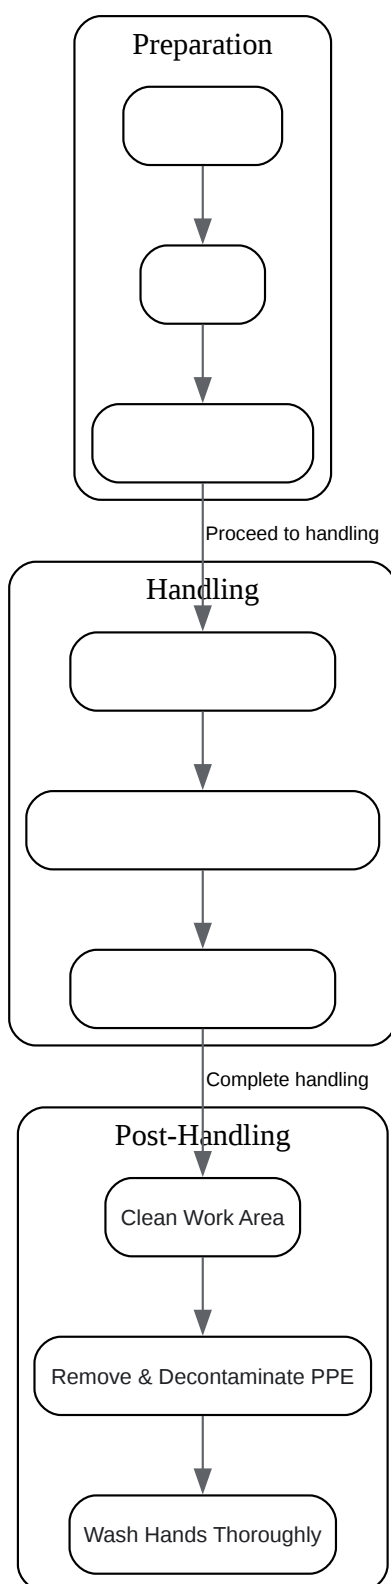 Preparation
Proceed to handling
Handling
Complete handling
Post-Handling
Clean Work Area
Remove & Decontaminate PPE
Wash Hands Thoroughly